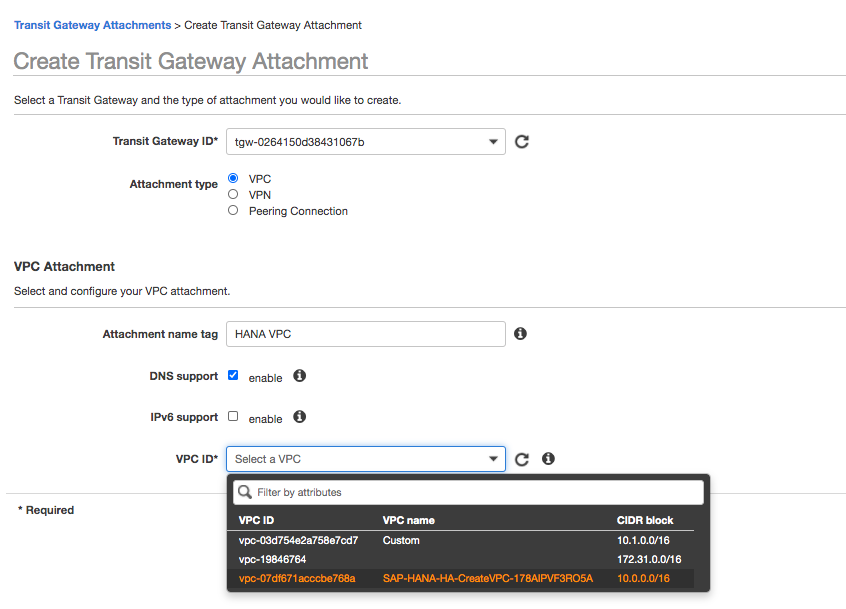 Transit Gateway Attachments > Create Transit Gateway Attachment
Create Transit Gateway Attachment
Select a Transit Gateway and the type of attachment you would like to create.
Transit Gateway ID* tgw-0264150d38431067b
Attachment type VPC
VPN
Peering Connection
VPC Attachment
Select and configure your VPC attachment.
Attachment name tag HANA VPC
DNS support enable
IPv6 support enable
VPC ID* Select a VPC
Filter by attributes
* Required
VPC ID VPC name CIDR block
vpc-03d754e2a758e7cd7 Custom 10.1.0.0/16
vpc-19846764 172.31.0.0/16
vpc-07df671acccbe768a SAP-HANA-HA-CreateVPC-178AIPVF3RO5A 10.0.0.0/16